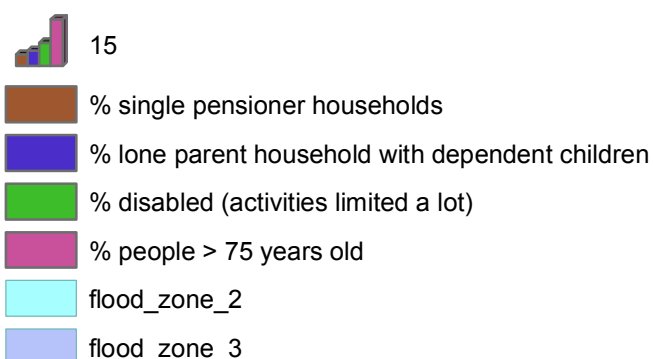 15
% single pensioner households
% lone parent household with dependent children
% disabled (activities limited a lot)
% people > 75 years old
flood_zone_2
flood_zone_3